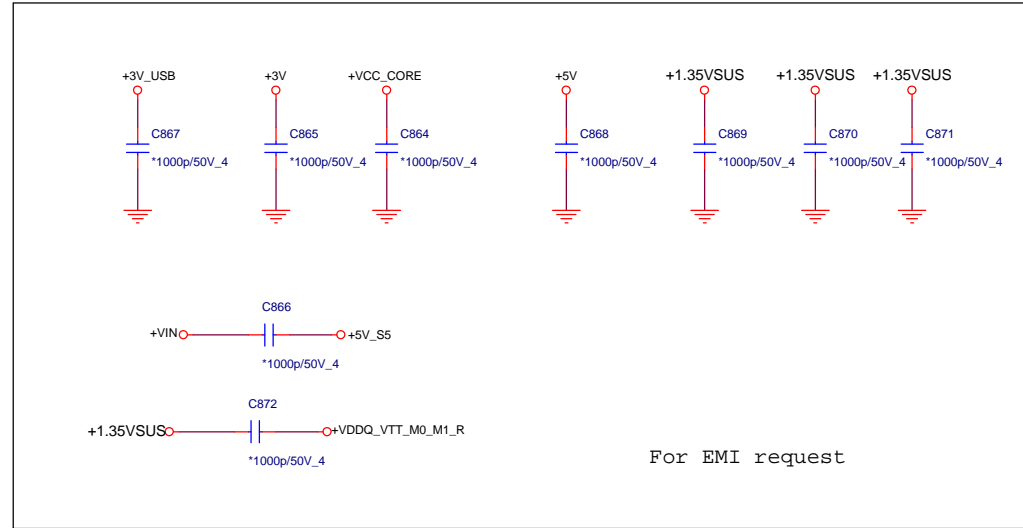 +3V_USB
+3V
+VCC_CORE
+5V
+1.35VSUS
+1.35VSUS
+1.35VSUS
C867
C865
C864
C868
C869
C870
C871
*1000p/50V_4
*1000p/50V_4
*1000p/50V_4
*1000p/50V_4
*1000p/50V_4
*1000p/50V_4
*1000p/50V_4
C866
+VIN
+5V_S5
*1000p/50V_4
C872
+1.35VSUS
+VDDQ_VTT_M0_M1_R
*1000p/50V_4
For EMI request